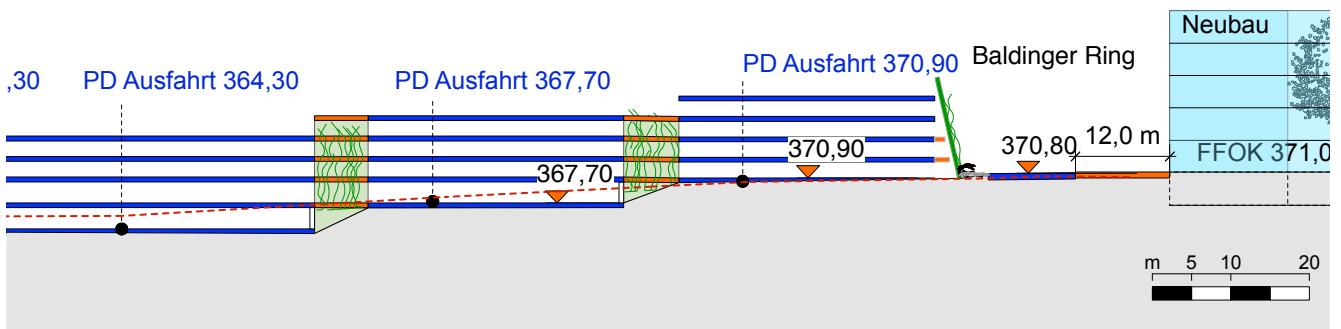 Neubau
,30 PD Ausfahrt 364,30 PD Ausfahrt 367,70 PD Ausfahrt 370,90 Baldinger Ring
370,90 370,80 12,0 m
FFOK 371,0
367,70
m 5 10 20